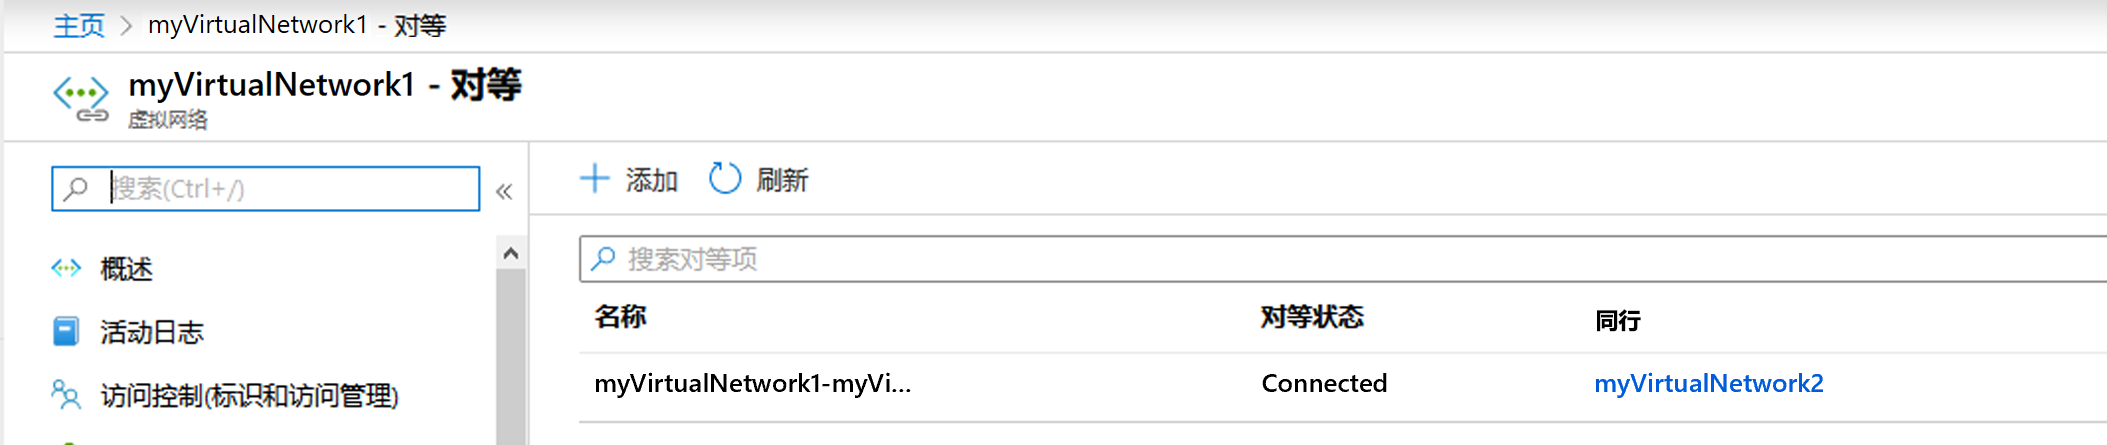 主页 > myVirtualNetwork1 - 对等
myVirtualNetwork1 - 对等
虚拟网络
搜索(Ctrl+/)
«
概述
活动日志
访问控制(标识和访问管理)
添加 刷新
搜索对等项
名称 对等状态 同行
myVirtualNetwork1-myVi... Connected myVirtualNetwork2